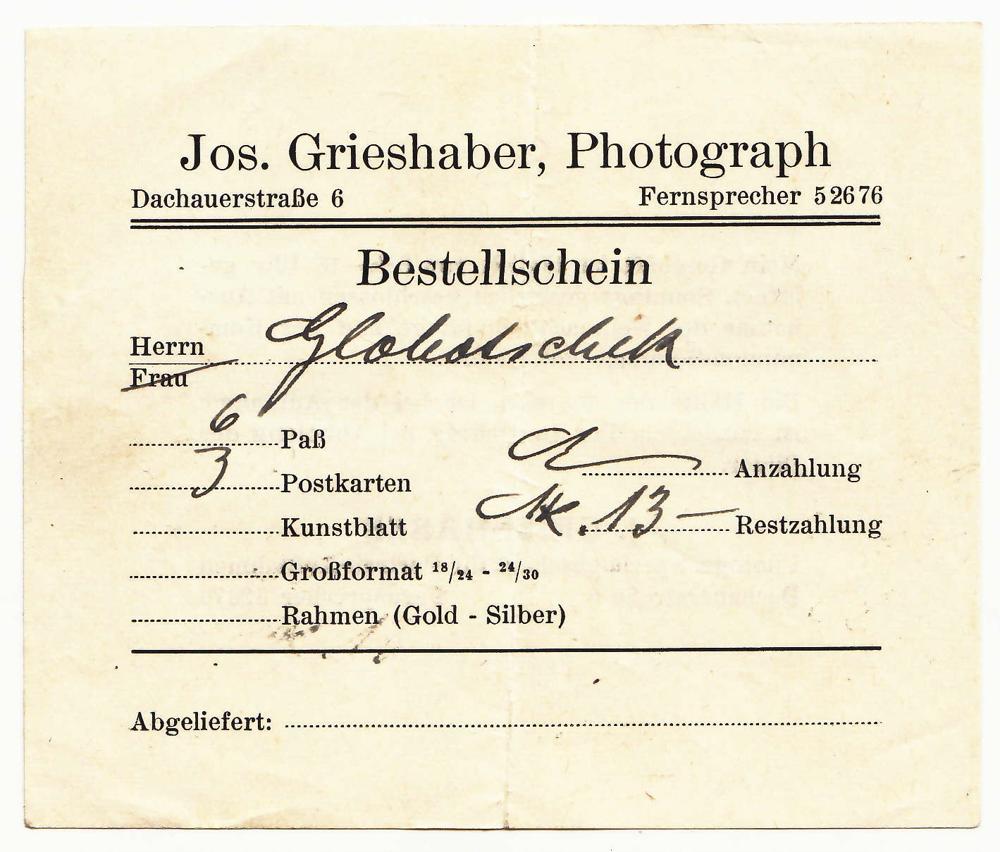 Jos. Grieshaber, Photograph
Dachauerstraße 6 Fernsprecher 52676
Bestellschein
Herrn Globotschek
Frau
6 Paß
Anzahlung
3 Postkarten
Mk. 13— Restzahlung
Kunstblatt
Großformat 18/24 - 24/30
Rahmen (Gold - Silber)
Abgeliefert: